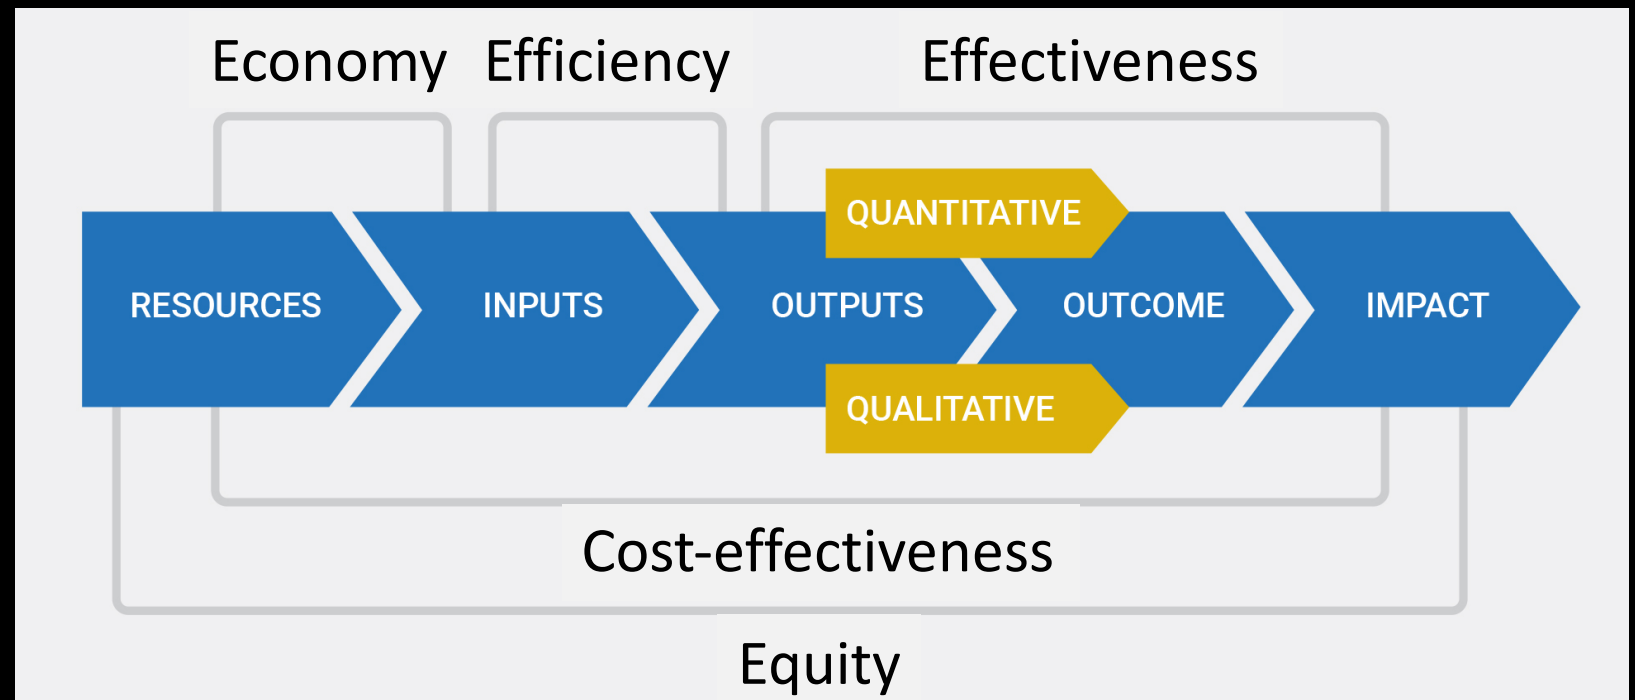 Economy Efficiency Effectiveness
QUANTITATIVE
RESOURCES INPUTS OUTPUTS OUTCOME IMPACT
QUALITATIVE
Cost-effectiveness
Equity